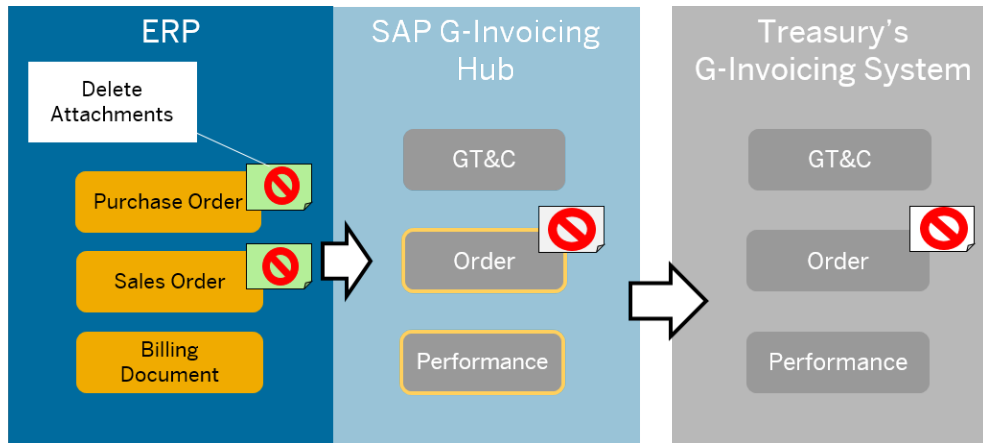 ERP
SAP G-Invoicing
Hub
Treasury's
G-Invoicing System
Delete
Attachments
GT&C
GT&C
Purchase Order
Order
Order
Sales Order
Billing
Document
Performance
Performance